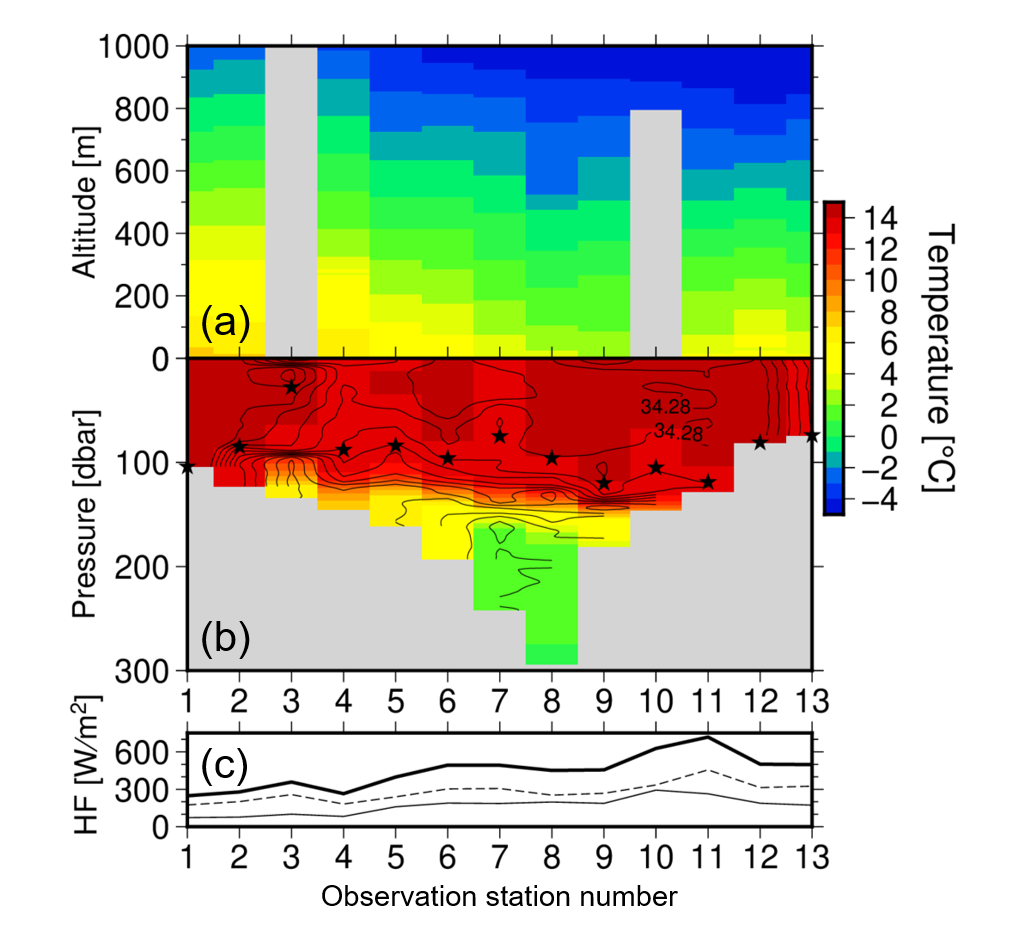 1000
800
600
400
200
0
Altitude [m]
(a)
14
12
10
8
6
4
2
0
−2
−4
Temperature [°C]
100
200
300
Pressure [dbar]
34.28
34.28
(b)
1 2 3 4 5 6 7 8 9 10 11 12 13
600
300
0
HF [W/m²]
(c)
1 2 3 4 5 6 7 8 9 10 11 12 13
Observation station number